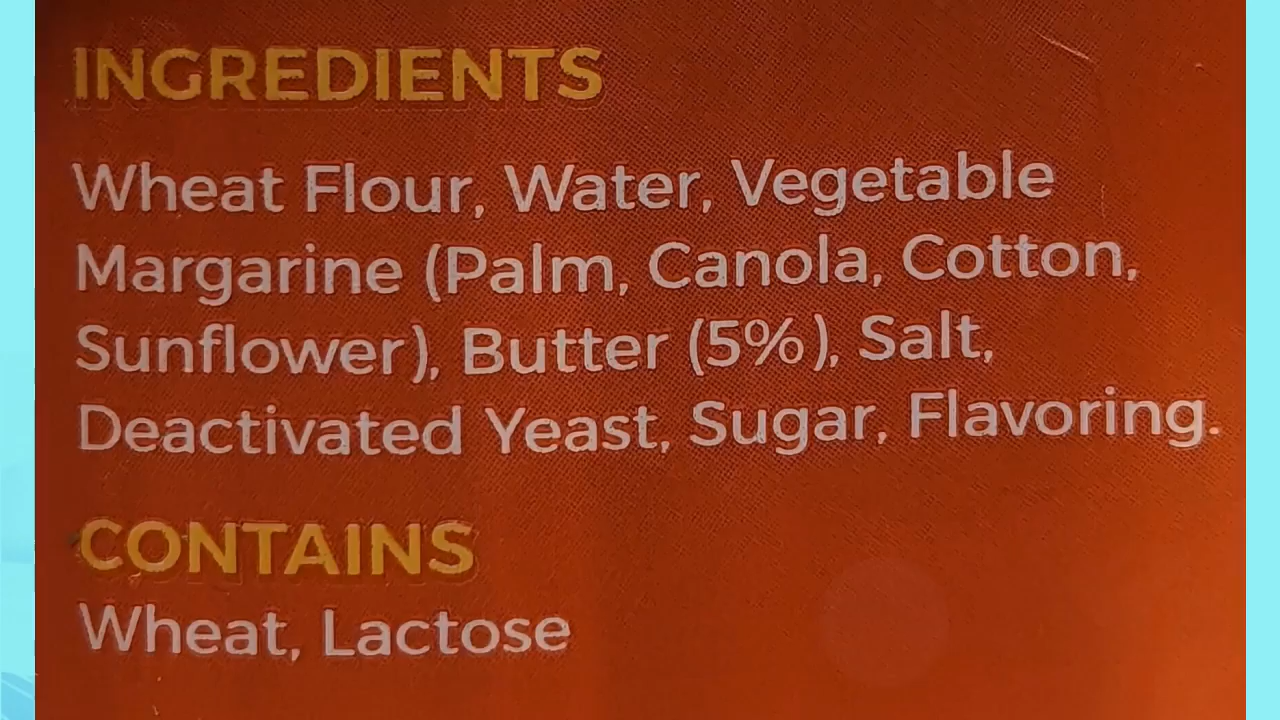 INGREDIENTS
Wheat Flour, Water, Vegetable
Margarine (Palm, Canola, Cotton,
Sunflower), Butter (5%), Salt,
Deactivated Yeast, Sugar, Flavoring.
CONTAINS
Wheat, Lactose